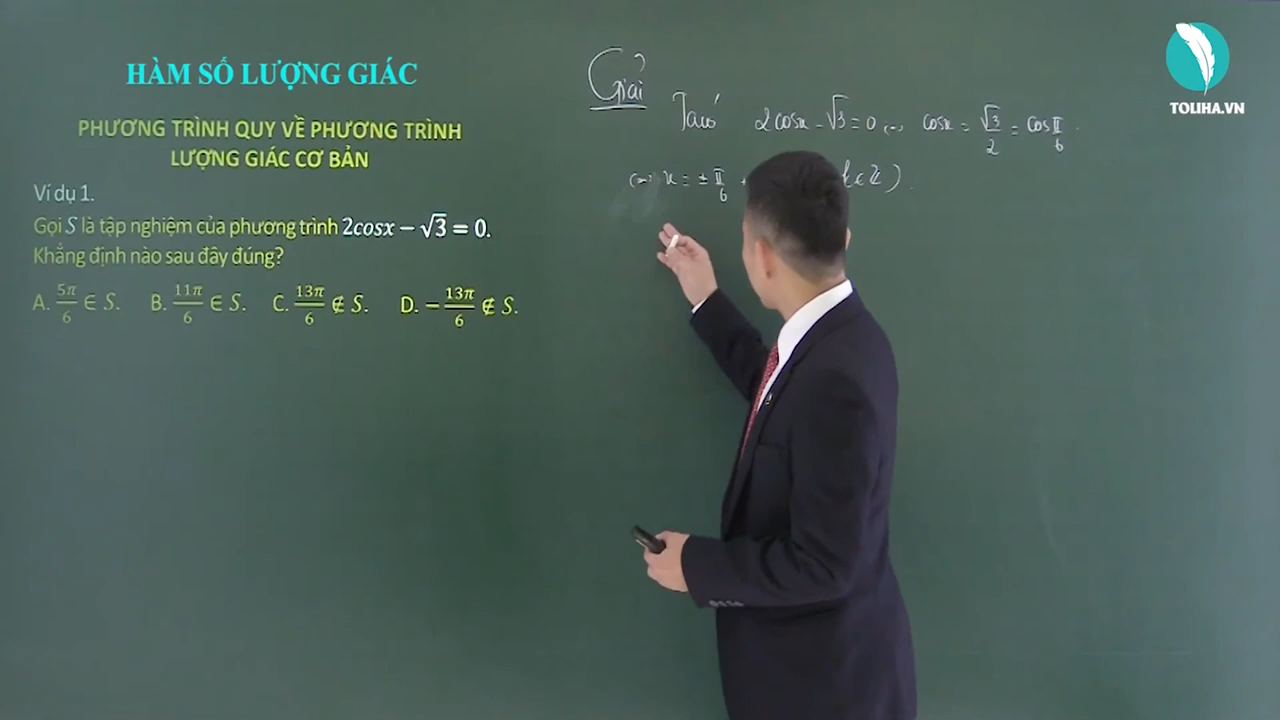 HÀM SỐ LƯỢNG GIÁC
PHƯƠNG TRÌNH QUY VỀ PHƯƠNG TRÌNH
LƯỢNG GIÁC CƠ BẢN
Ví dụ 1.
Gọi S là tập nghiệm của phương trình 2cosx − √3 = 0.
Khẳng định nào sau đây đúng?
A. 5π/6 ∈ S. B. 11π/6 ∈ S. C. 13π/6 ∉ S. D. −13π/6 ∉ S.
Giải
Ta có 2cosx − √3 = 0 (=) cosx = √3/2 = cos π/6
(=) x = ± π/6 + k ∈ Z).
TOLIHA.VN